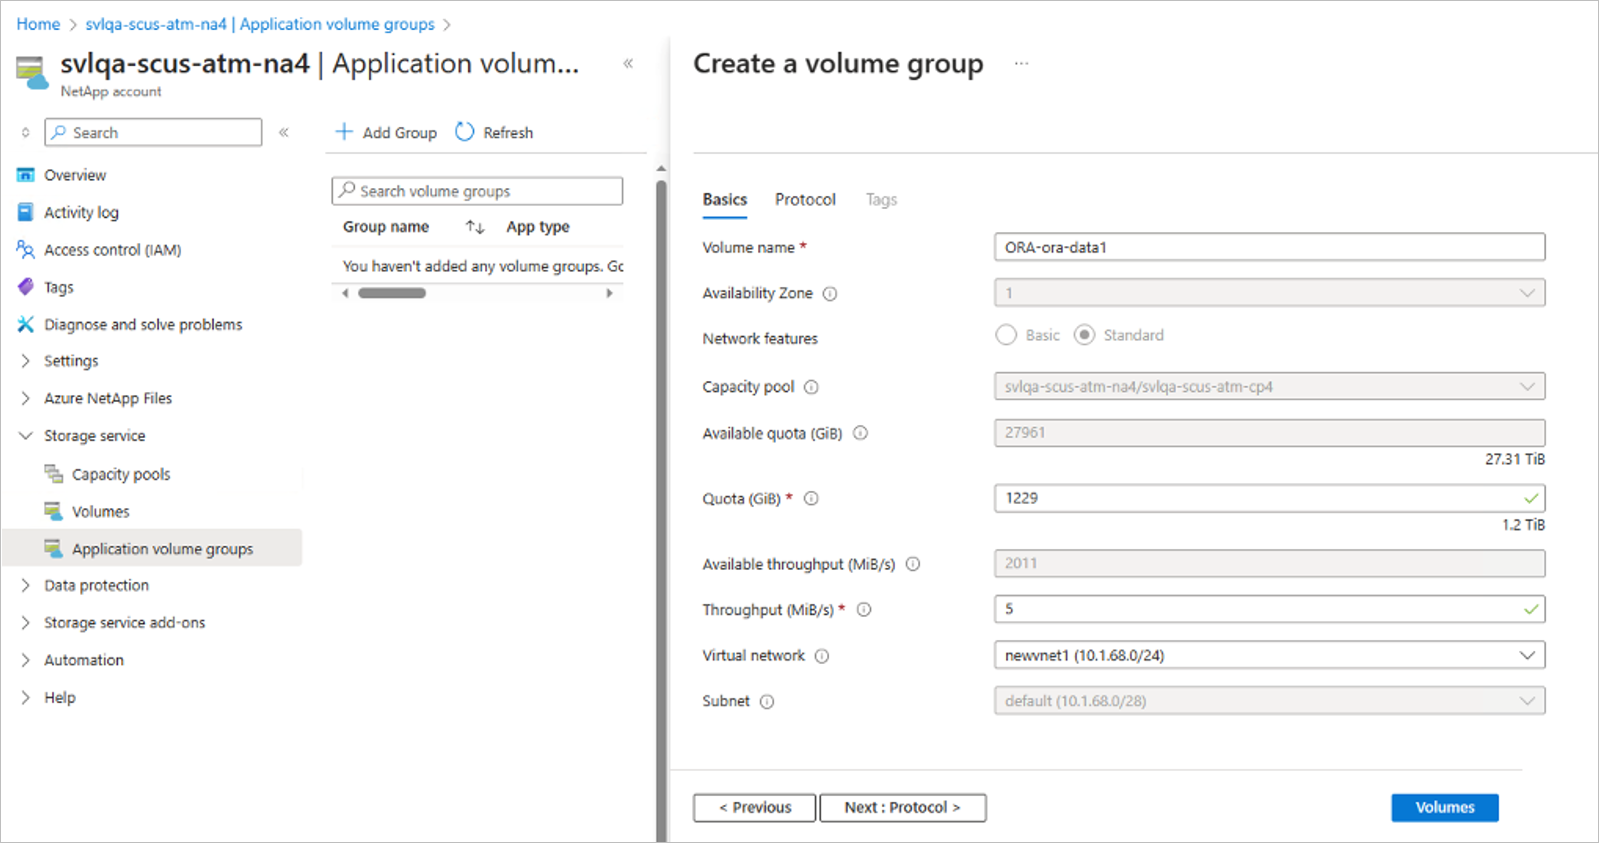 Home > svlqa-scus-atm-na4 | Application volume groups >
svlqa-scus-atm-na4 | Application volum... «
NetApp account
Search «
Overview
Activity log
Access control (IAM)
Tags
Diagnose and solve problems
Settings
Azure NetApp Files
Storage service
Capacity pools
Volumes
Application volume groups
Data protection
Storage service add-ons
Automation
Help
+ Add Group Refresh
Search volume groups
Group name ↑↓ App type
You haven't added any volume groups. Gc
Create a volume group ...
Basics Protocol Tags
Volume name * ORA-ora-data1
Availability Zone 1
Network features Basic Standard
Capacity pool svlqa-scus-atm-na4/svlqa-scus-atm-cp4
Available quota (GiB) 27961
27.31 TiB
Quota (GiB) * 1229
1.2 TiB
Available throughput (MiB/s) 2011
Throughput (MiB/s) * 5
Virtual network newvnet1 (10.1.68.0/24)
Subnet default (10.1.68.0/28)
< Previous Next : Protocol > Volumes